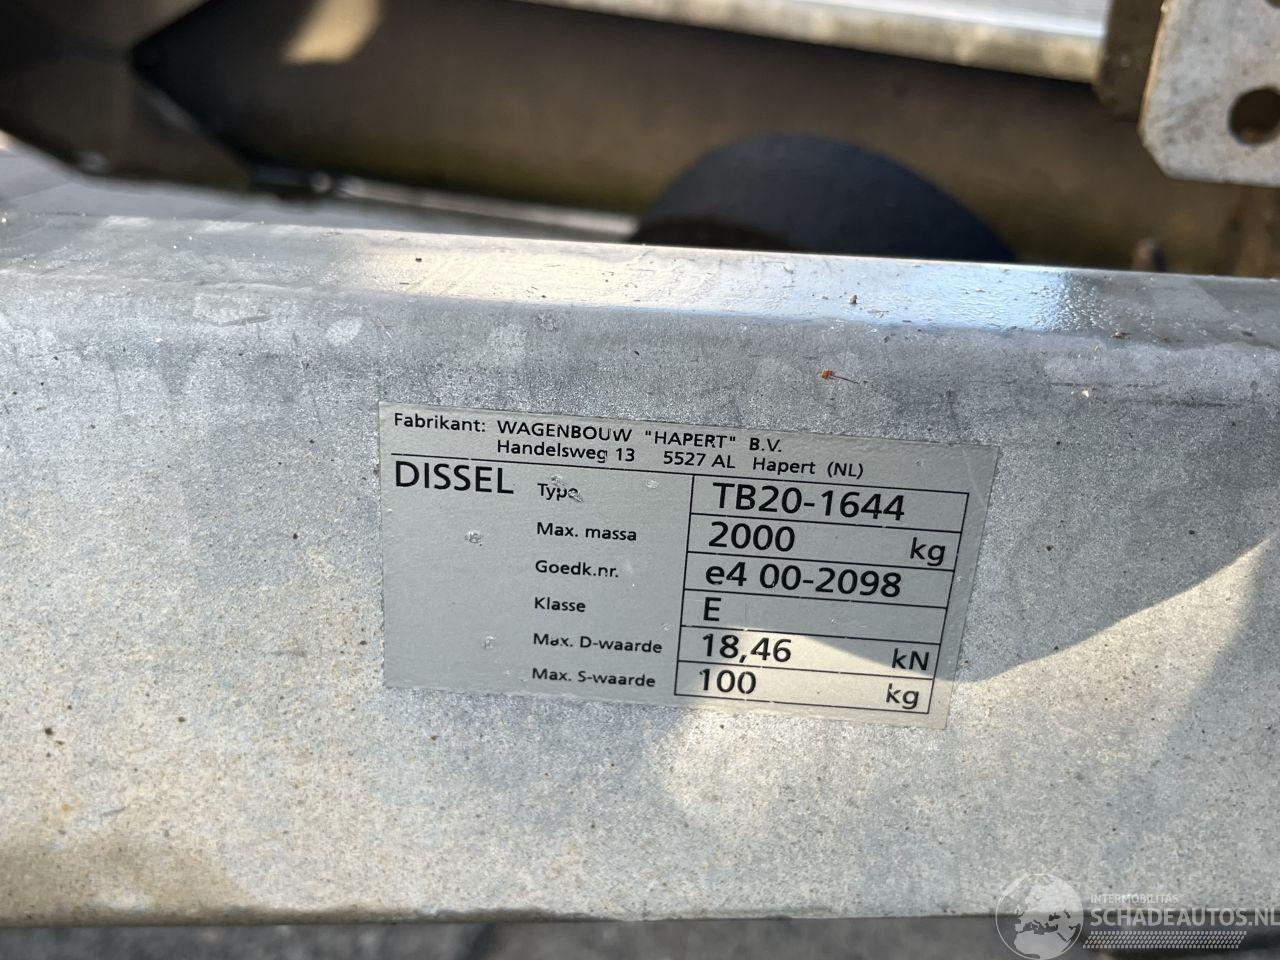 Fabrikant: WAGENBOUW "HAPERT" B.V.
Handelsweg 13 5527 AL Hapert (NL)
DISSEL Type TB20-1644
Max. massa 2000 kg
Goedk.nr. e4 00-2098
Klasse E
Max. D-waarde 18,46 kN
Max. S-waarde 100 kg
INTERMOBILITAS
SCHADEAUTOS.NL